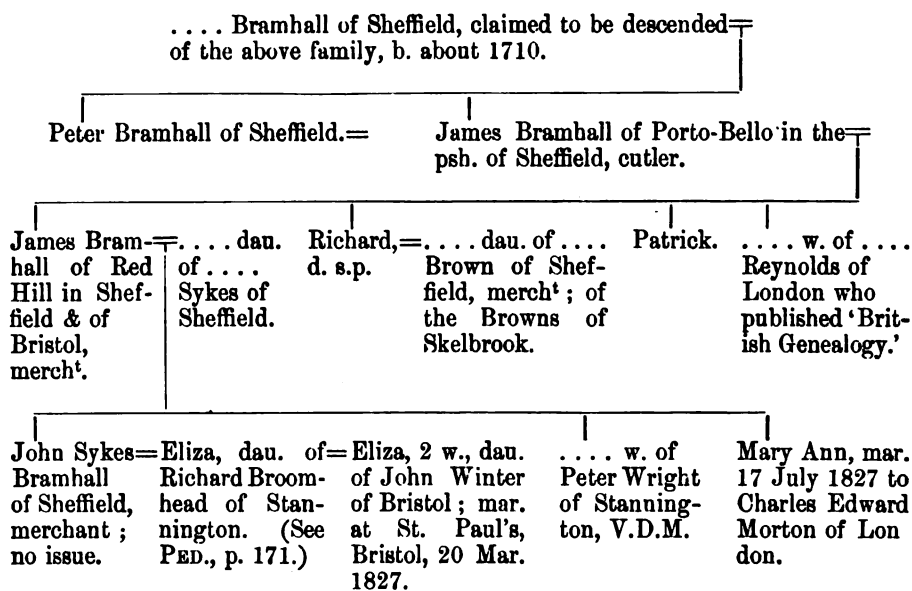 .... Bramhall of Sheffield, claimed to be descended=
of the above family, b. about 1710.
Peter Bramhall of Sheffield.=
James Bramhall of Porto-Bello in the=
psh. of Sheffield, cutler.
James Bram-=
hall of Red
Hill in Shef-
field & of
Bristol,
mercht.
.... dau.
of ....
Sykes of
Sheffield.
Richard,=
d. s.p.
.... dau. of ....
Brown of Shef-
field, mercht; of
the Browns of
Skelbrook.
Patrick.
.... w. of ....
Reynolds of
London who
published ‘Brit-
ish Genealogy.’
John Sykes=
Bramhall
of Sheffield,
merchant;
no issue.
Eliza, dau. of=
Richard Broom-
head of Stan-
nington. (See
PED., p. 171.)
Eliza, 2 w., dau.
of John Winter
of Bristol; mar.
at St. Paul's,
Bristol, 20 Mar.
1827.
.... w. of
Peter Wright
of Stanning-
ton, V.D.M.
Mary Ann, mar.
17 July 1827 to
Charles Edward
Morton of Lon
don.